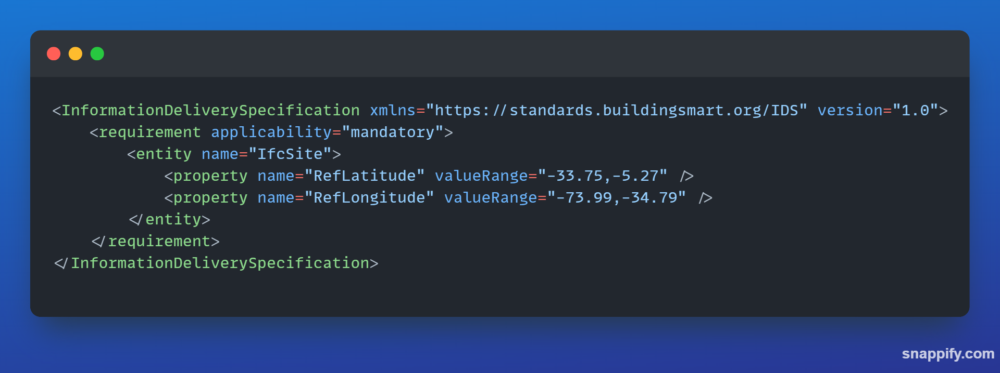 <InformationDeliverySpecification xmlns="https://standards.buildingsmart.org/IDS" version="1.0">
<requirement applicability="mandatory">
<entity name="IfcSite">
<property name="RefLatitude" valueRange="-33.75,-5.27" />
<property name="RefLongitude" valueRange="-73.99,-34.79" />
</entity>
</requirement>
</InformationDeliverySpecification>
snappify.com